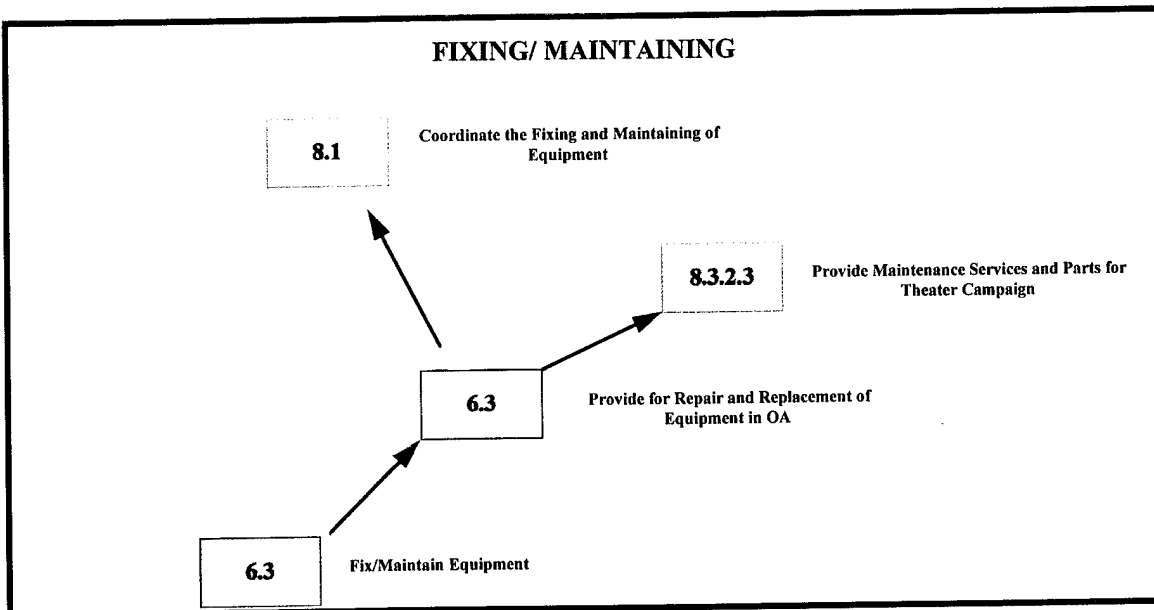 FIXING/ MAINTAINING
8.1
Coordinate the Fixing and Maintaining of
Equipment
8.3.2.3
Provide Maintenance Services and Parts for
Theater Campaign
6.3
Provide for Repair and Replacement of
Equipment in OA
6.3
Fix/Maintain Equipment